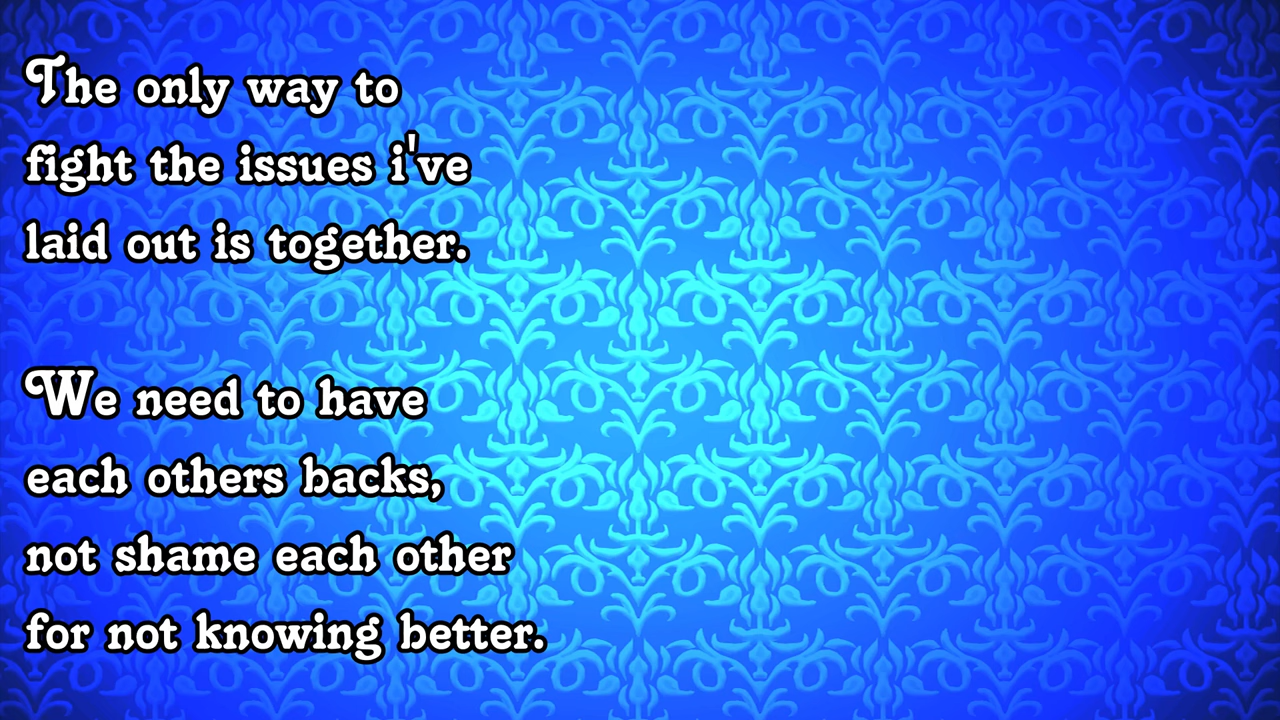 The only way to
fight the issues i've
laid out is together.
We need to have
each others backs,
not shame each other
for not knowing better.